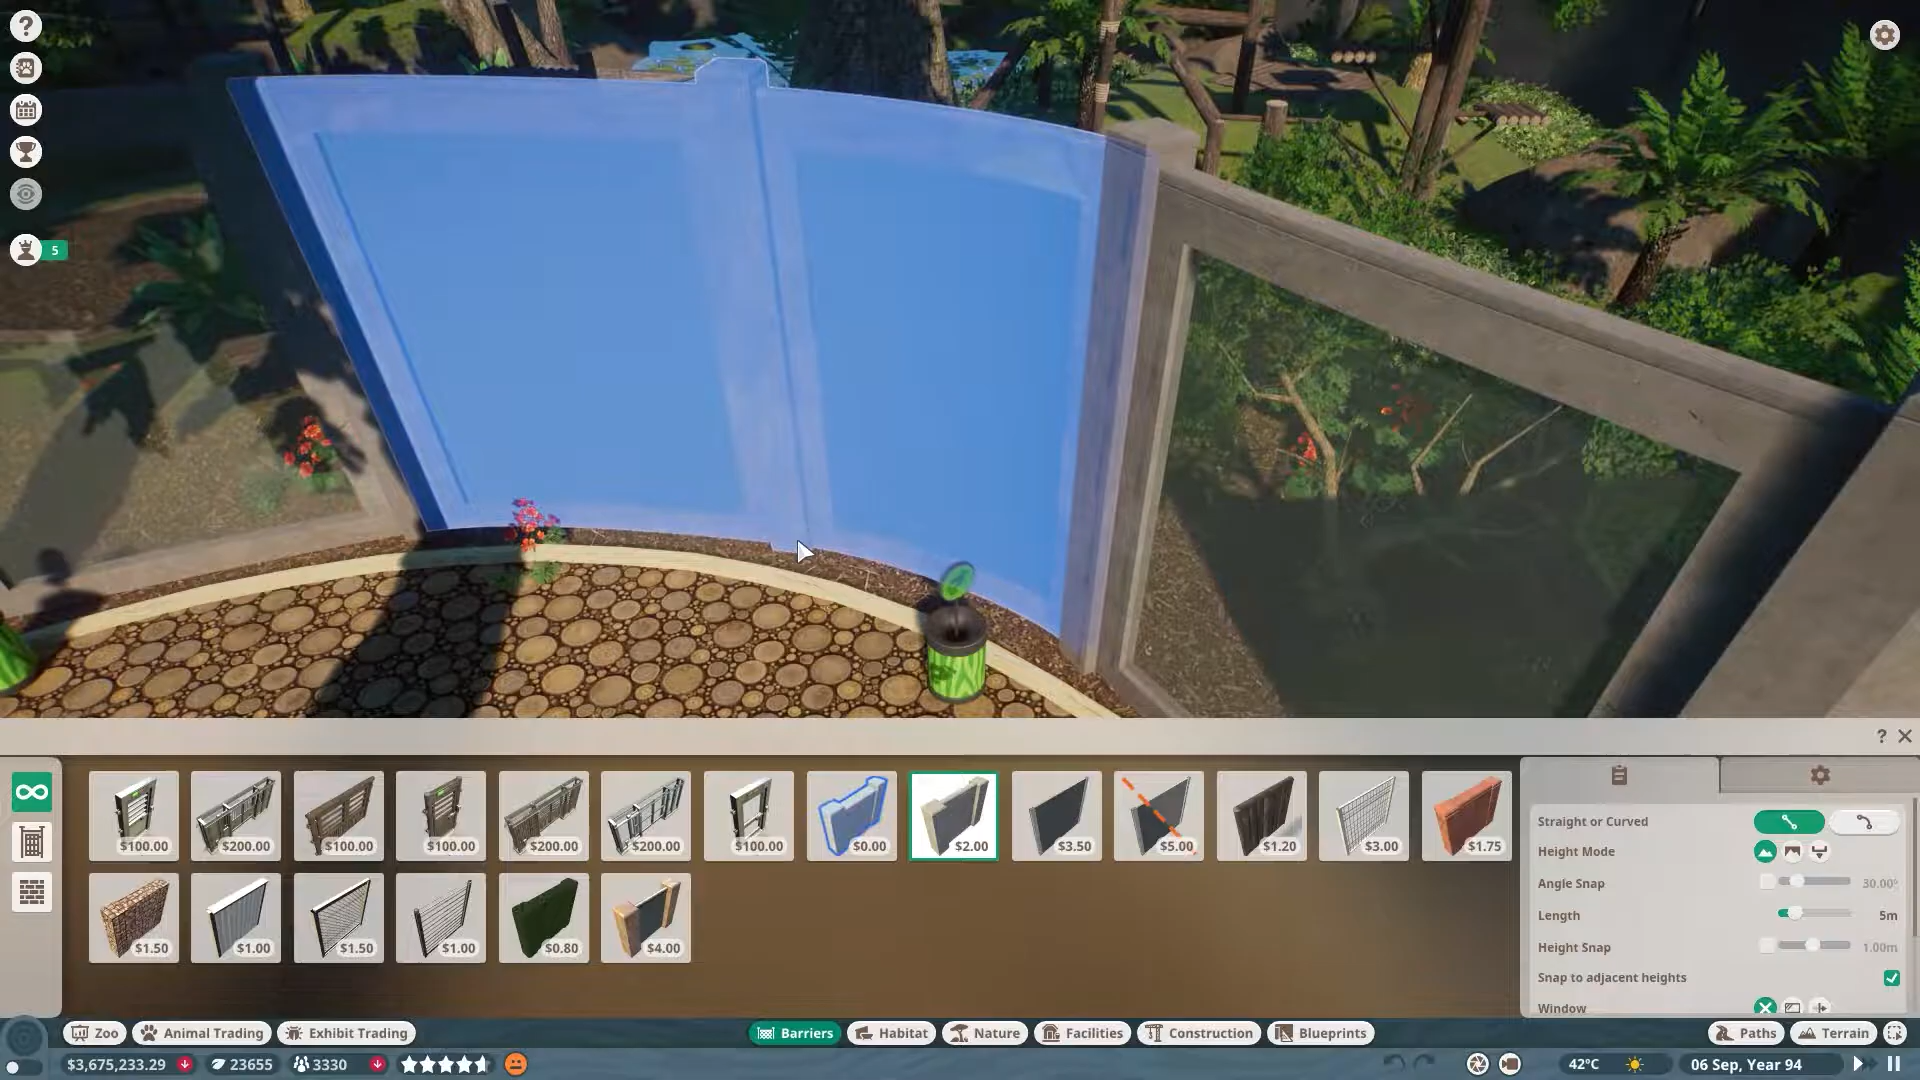 ?
5
?
$100.00 $200.00 $100.00 $100.00 $200.00 $200.00 $100.00 $0.00 $2.00 $3.50 $5.00 $1.20 $3.00 $1.75
$1.50 $1.00 $1.50 $1.00 $0.80 $4.00
Straight or Curved
Height Mode
Angle Snap 30.00°
Length 5m
Height Snap 1.00m
Snap to adjacent heights
Window
Zoo Animal Trading Exhibit Trading Barriers Habitat Nature Facilities Construction Blueprints Paths Terrain
$3,675,233.29 23655 3330 42°C 06 Sep, Year 94